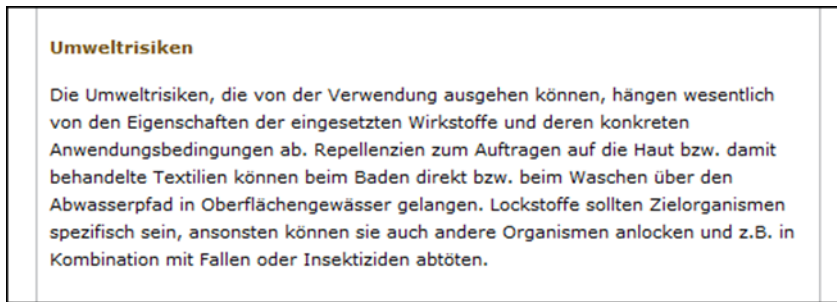 Umweltrisiken
Die Umweltrisiken, die von der Verwendung ausgehen können, hängen wesentlich
von den Eigenschaften der eingesetzten Wirkstoffe und deren konkreten
Anwendungsbedingungen ab. Repellenzien zum Auftragen auf die Haut bzw. damit
behandelte Textilien können beim Baden direkt bzw. beim Waschen über den
Abwasserpfad in Oberflächengewässer gelangen. Lockstoffe sollten Zielorganismen
spezifisch sein, ansonsten können sie auch andere Organismen anlocken und z.B. in
Kombination mit Fallen oder Insektiziden abtöten.